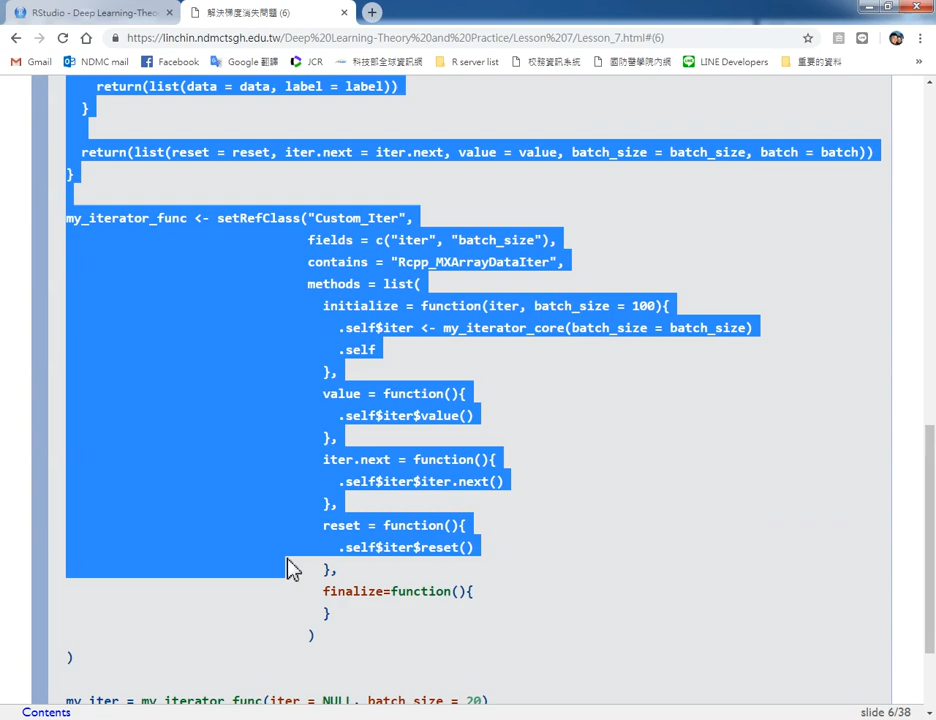 RStudio - Deep Learning-Theo
解決梯度消失問題 (6)
https://linchin.ndmctsgh.edu.tw/Deep%20Learning-Theory%20and%20Practice/Lesson%207/Lesson_7.html#(6)
Gmail
NDMC mail
Facebook
Google 翻譯
JCR
科技部全球資訊網
R server list
校務資訊系統
國防醫學院內網
LINE Developers
重要的資料
»
return(list(data = data, label = label))
}
return(list(reset = reset, iter.next = iter.next, value = value, batch_size = batch_size, batch = batch))
}
my_iterator_func <- setRefClass("Custom_Iter",
fields = c("iter", "batch_size"),
contains = "Rcpp_MXArrayDataIter",
methods = list(
initialize = function(iter, batch_size = 100){
.self$iter <- my_iterator_core(batch_size = batch_size)
.self
},
value = function(){
.self$iter$value()
},
iter.next = function(){
.self$iter$iter.next()
},
reset = function(){
.self$iter$reset()
},
finalize=function(){
}
)
)
my_iter = my_iterator_func(iter = NULL, batch_size = 20)
Contents
slide 6/38